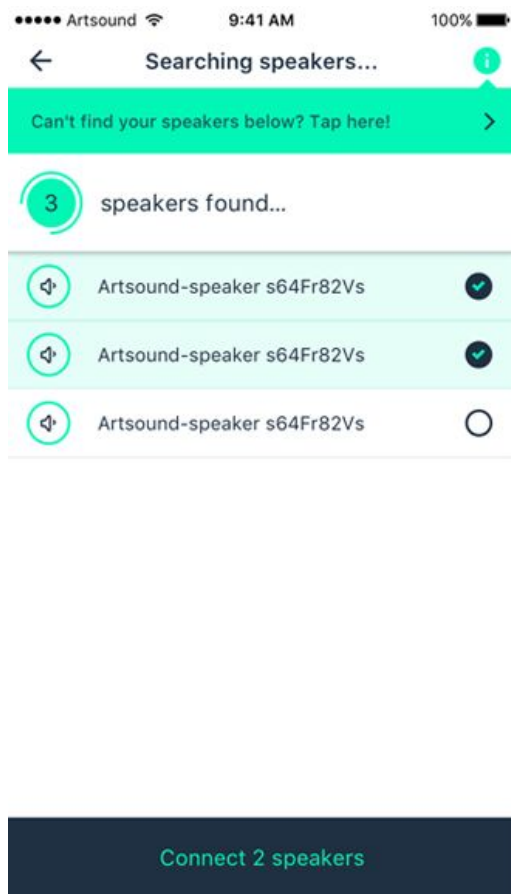 Artsound 9:41 AM 100%
Searching speakers...
Can't find your speakers below? Tap here!
3 speakers found...
Artsound-speaker s64Fr82Vs
Artsound-speaker s64Fr82Vs
Artsound-speaker s64Fr82Vs
Connect 2 speakers